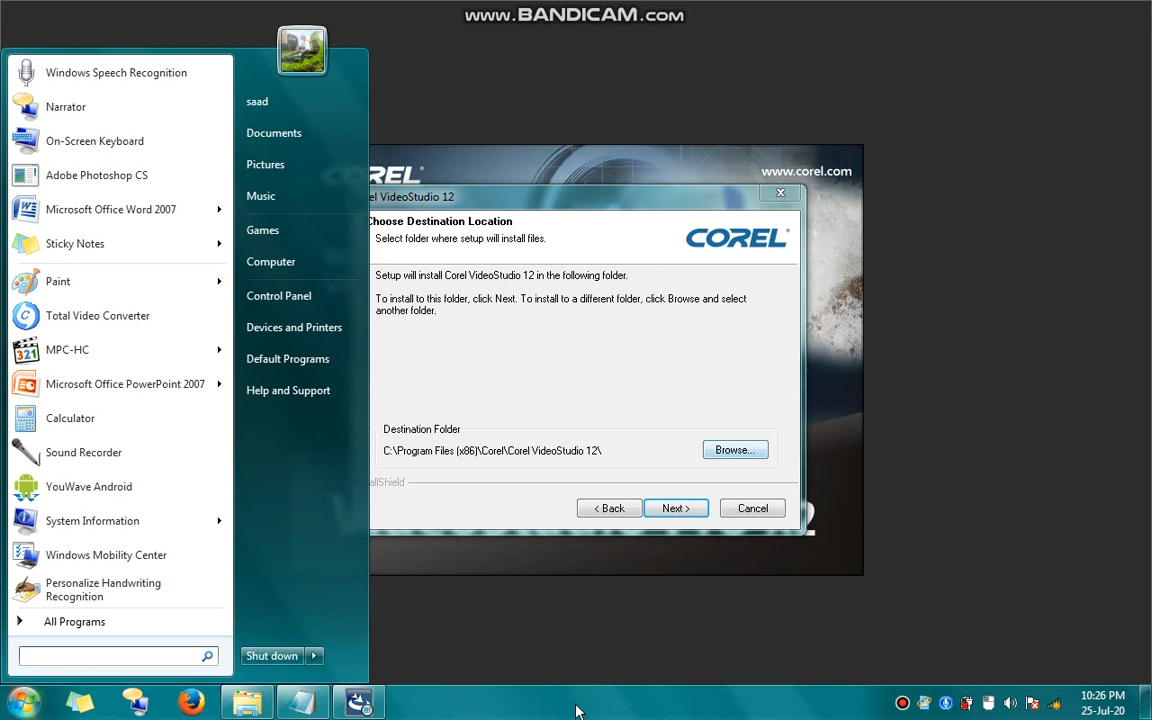 www.BANDICAM.com
Windows Speech Recognition
Narrator
On-Screen Keyboard
Adobe Photoshop CS
Microsoft Office Word 2007
Sticky Notes
Paint
Total Video Converter
MPC-HC
321
Microsoft Office PowerPoint 2007
Calculator
Sound Recorder
YouWave Android
System Information
Windows Mobility Center
Personalize Handwriting
Recognition
All Programs
saad
Documents
Pictures
Music
Games
Computer
Control Panel
Devices and Printers
Default Programs
Help and Support
Shut down
COREL
www.corel.com
el VideoStudio 12
Choose Destination Location
Select folder where setup will install files.
COREL
Setup will install Corel VideoStudio 12 in the following folder.
To install to this folder, click Next. To install to a different folder, click Browse and select
another folder.
Destination Folder
C:\Program Files (x86)\Corel\Corel VideoStudio 12\
Browse...
allShield
< Back
Next >
Cancel
10:26 PM
25-Jul-20